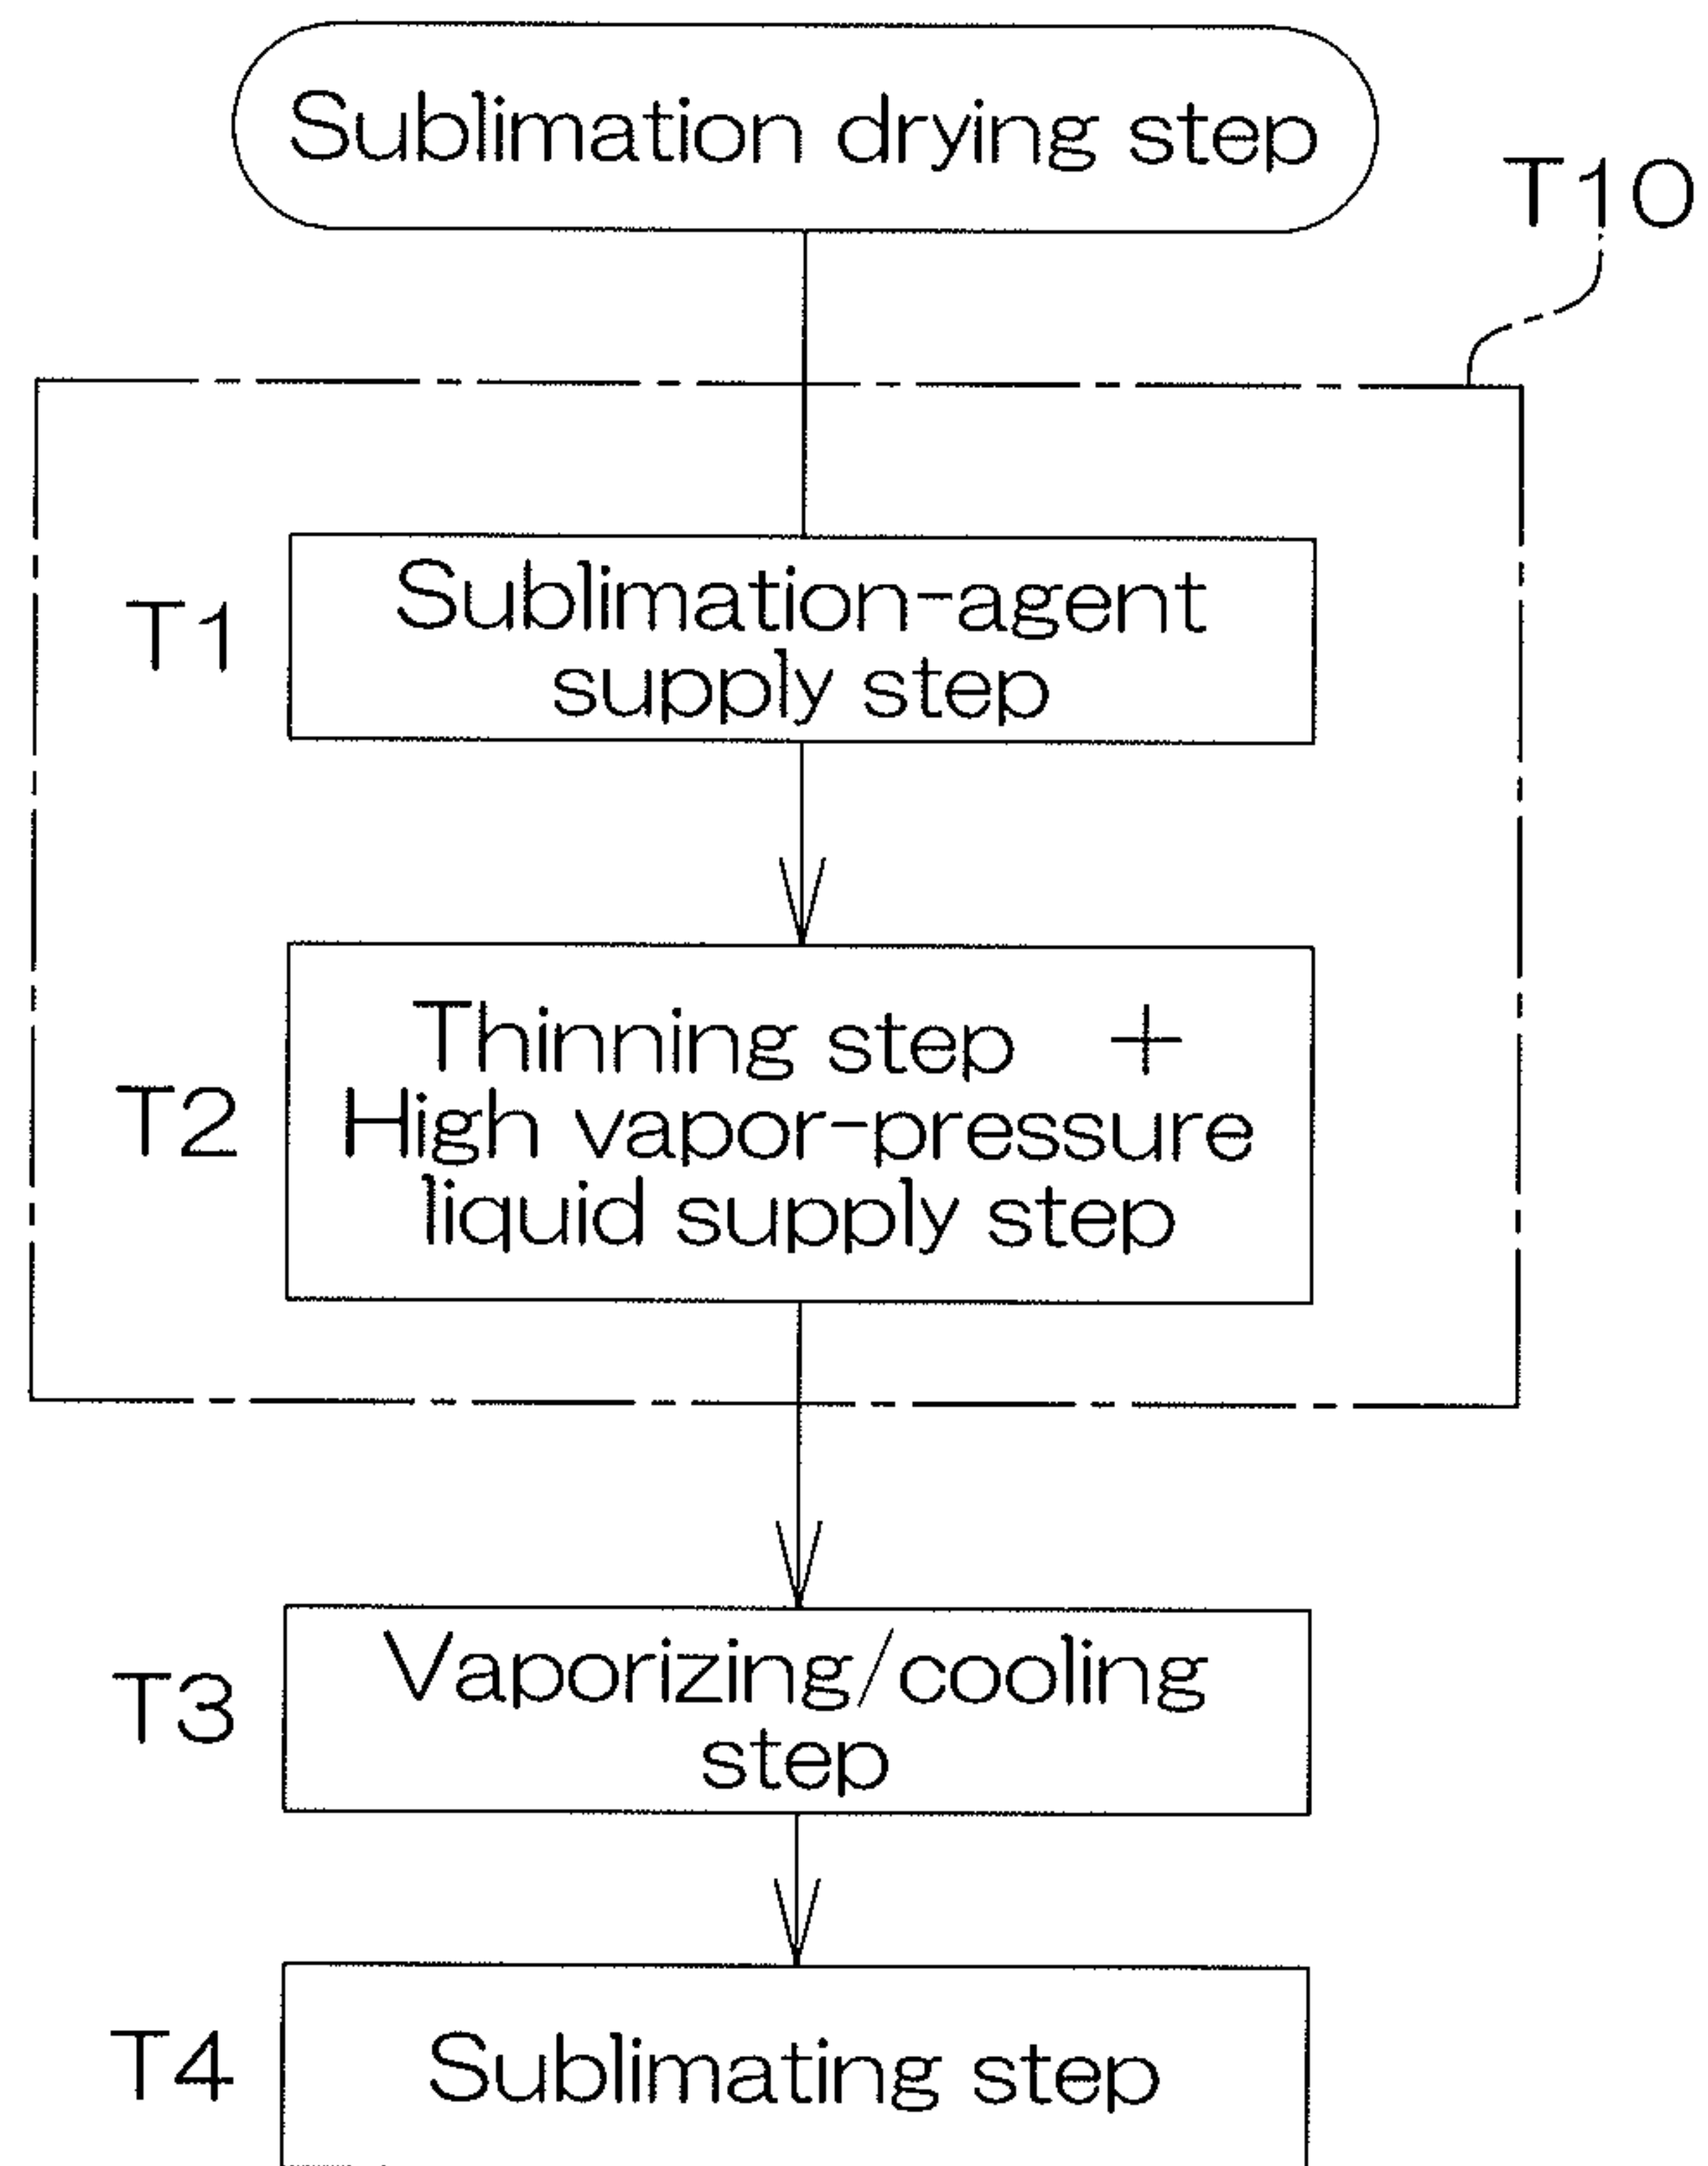 Sublimation drying step
T10
T1
Sublimation-agent
supply step
Thinning step +
T2
High vapor-pressure
liquid supply step
T3
Vaporizing/cooling
step
T4
Sublimating step